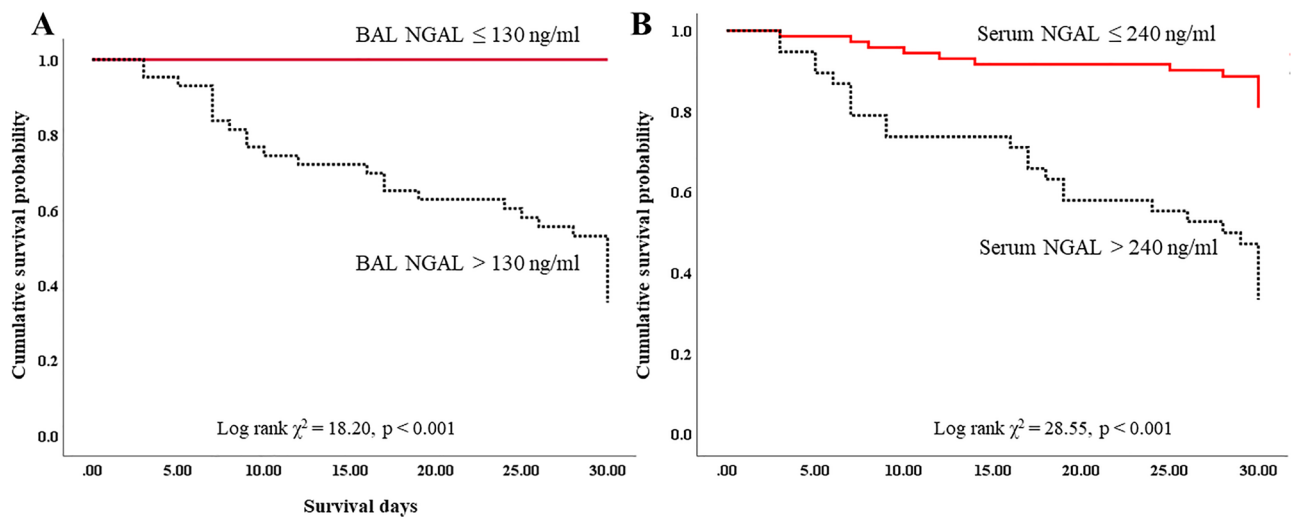 A
BAL NGAL ≤ 130 ng/ml
1.0
0.8
0.6
0.4
0.2
0.0
Cumulative survival probability
BAL NGAL > 130 ng/ml
Log rank χ² = 18.20, p < 0.001
.00 5.00 10.00 15.00 20.00 25.00 30.00
Survival days
B
Serum NGAL ≤ 240 ng/ml
1.0
0.8
0.6
0.4
0.2
0.0
Cumulative survival probability
Serum NGAL > 240 ng/ml
Log rank χ² = 28.55, p < 0.001
.00 5.00 10.00 15.00 20.00 25.00 30.00